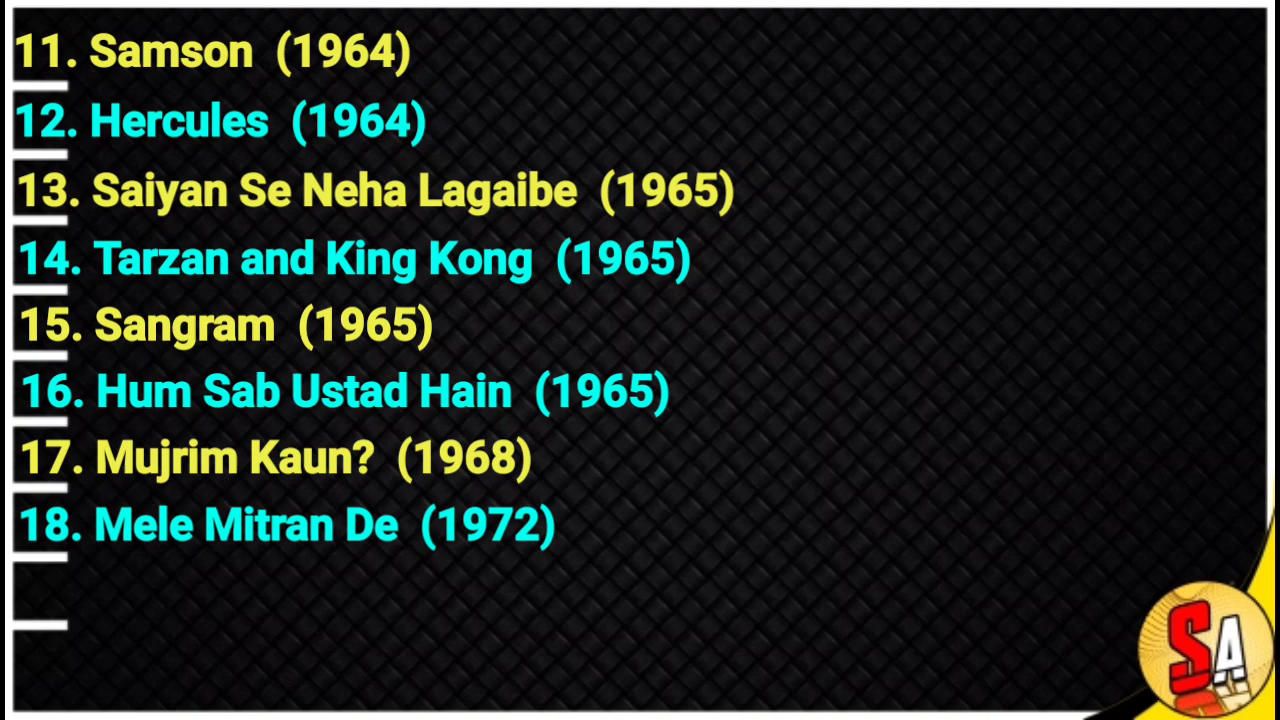 11. Samson (1964)
12. Hercules (1964)
13. Saiyan Se Neha Lagaibe (1965)
14. Tarzan and King Kong (1965)
15. Sangram (1965)
16. Hum Sab Ustad Hain (1965)
17. Mujrim Kaun? (1968)
18. Mele Mitran De (1972)
SA